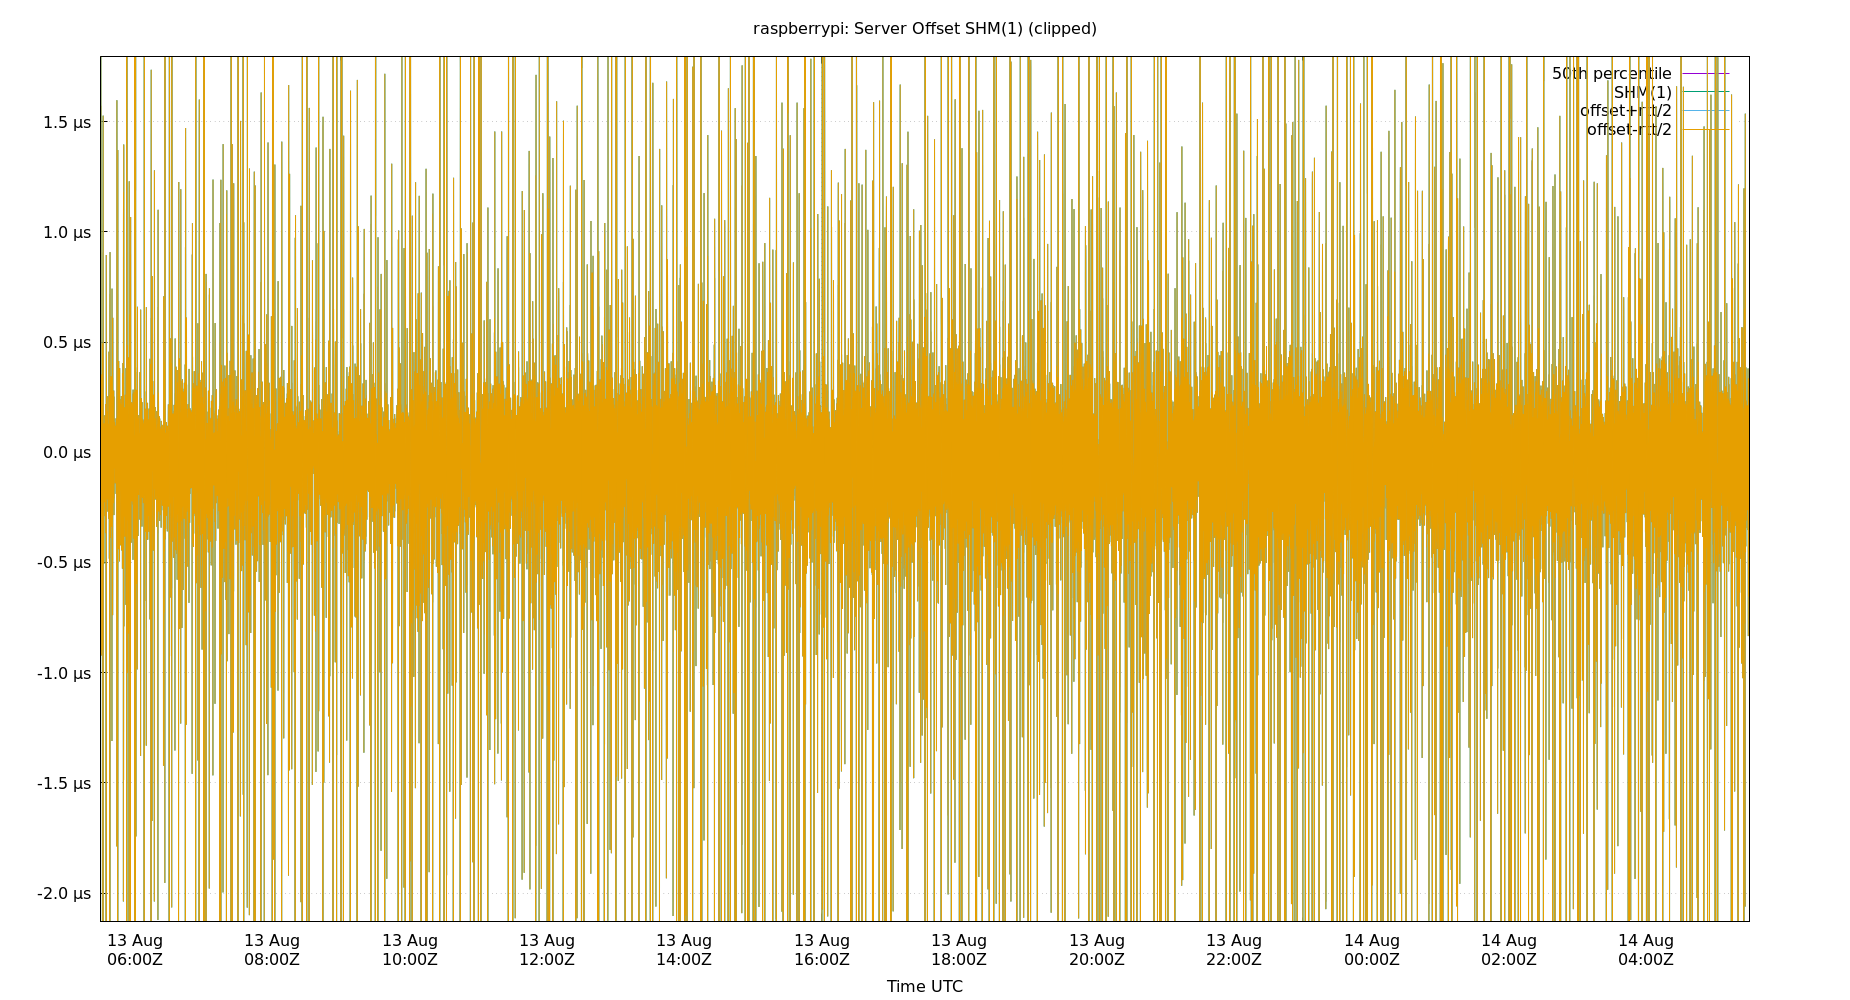 raspberrypi: Server Offset SHM(1) (clipped)
50th percentile
SHM(1)
offset+rtt/2
offset-rtt/2
1.5 µs
1.0 µs
0.5 µs
0.0 µs
-0.5 µs
-1.0 µs
-1.5 µs
-2.0 µs
13 Aug 13 Aug 13 Aug 13 Aug 13 Aug 13 Aug 13 Aug 13 Aug 13 Aug 14 Aug 14 Aug 14 Aug
06:00Z 08:00Z 10:00Z 12:00Z 14:00Z 16:00Z 18:00Z 20:00Z 22:00Z 00:00Z 02:00Z 04:00Z
Time UTC